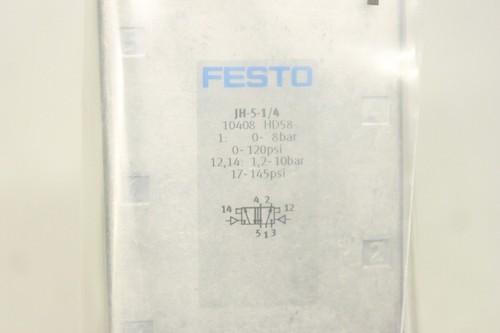 FESTO
JH-5-1/4
10408 HD58
1: 0- 8bar
0-120psi
12,14: 1,2-10bar
17-145psi
4 2
14 12
5 1 3
2